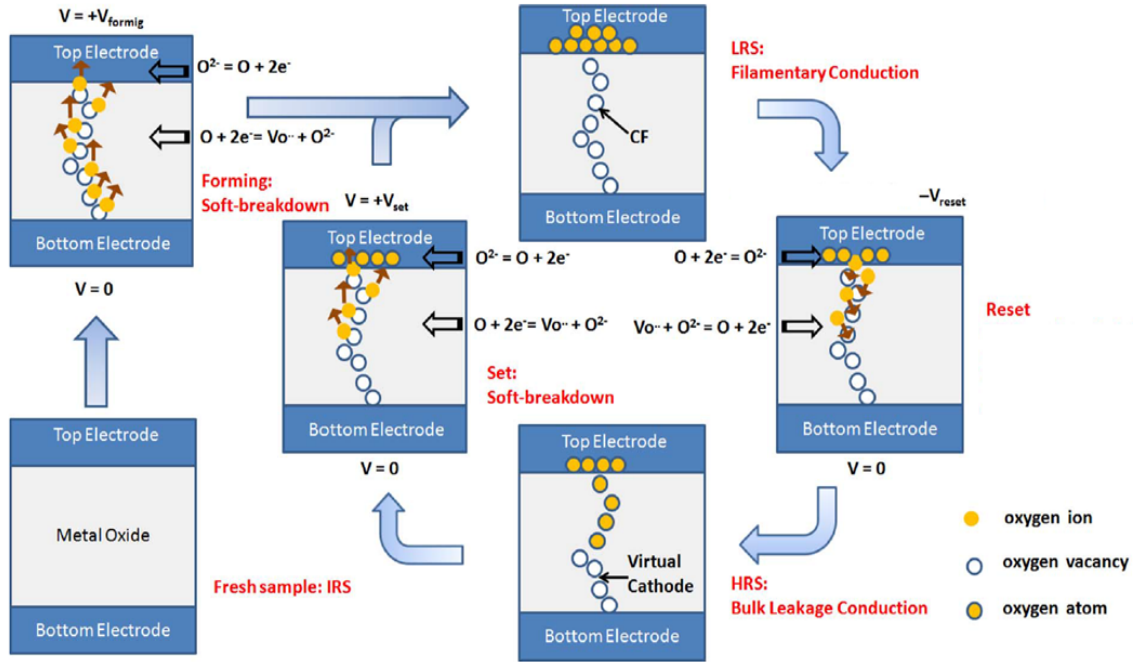 V = +Vformig
Top Electrode
O²⁻ = O + 2e⁻
O + 2e⁻= Vo¨ + O²⁻
Forming:
Soft-breakdown
Bottom Electrode
V = 0
Top Electrode
Metal Oxide
Bottom Electrode
Fresh sample: IRS
V = +Vset
Top Electrode
O²⁻ = O + 2e⁻
O + 2e⁻= Vo¨ + O²⁻
Set:
Soft-breakdown
Bottom Electrode
V = 0
Top Electrode
CF
Bottom Electrode
LRS:
Filamentary Conduction
–Vreset
Top Electrode
O + 2e⁻ = O²⁻
Vo¨ + O²⁻ = O + 2e⁻
Reset
Bottom Electrode
V = 0
Top Electrode
Virtual
Cathode
Bottom Electrode
HRS:
Bulk Leakage Conduction
oxygen ion
oxygen vacancy
oxygen atom